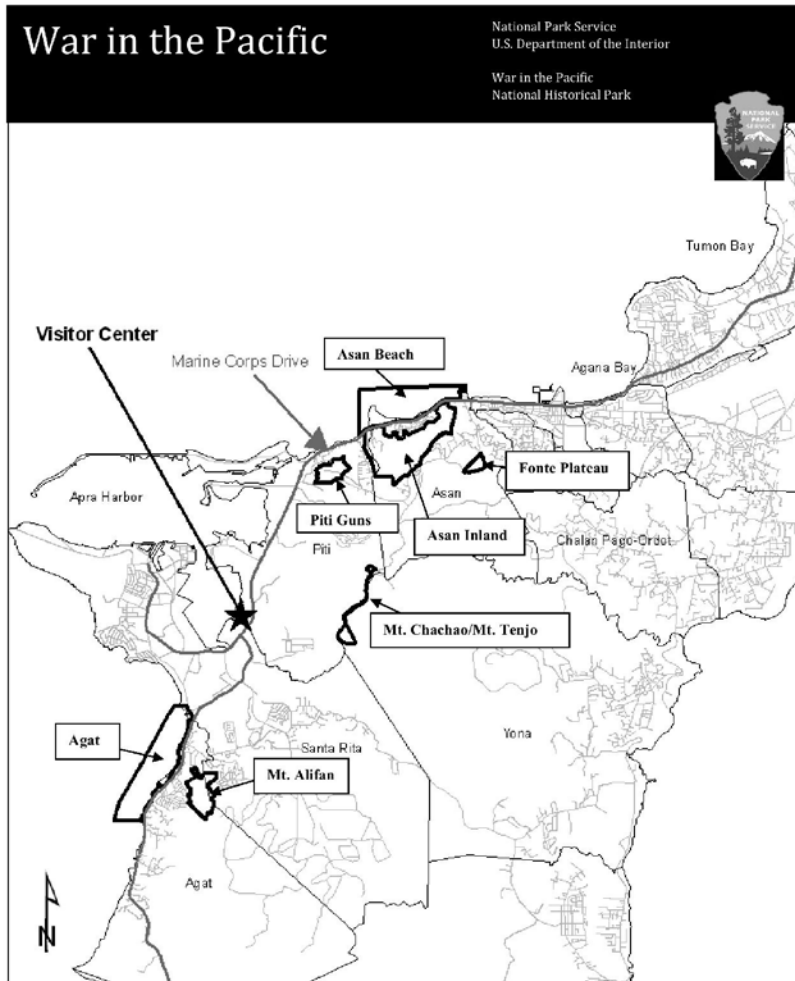 War in the Pacific
National Park Service
U.S. Department of the Interior
War in the Pacific
National Historical Park
NATIONAL
PARK
SERVICE
Tumon Bay
Visitor Center
Marine Corps Drive
Asan Beach
Agana Bay
Apra Harbor
Piti Guns
Piti
Asan
Fonte Plateau
Asan Inland
Chalan Pago-Ordot
Mt. Chachao/Mt. Tenjo
Agat
Santa Rita
Yona
Mt. Alifan
Agat
N